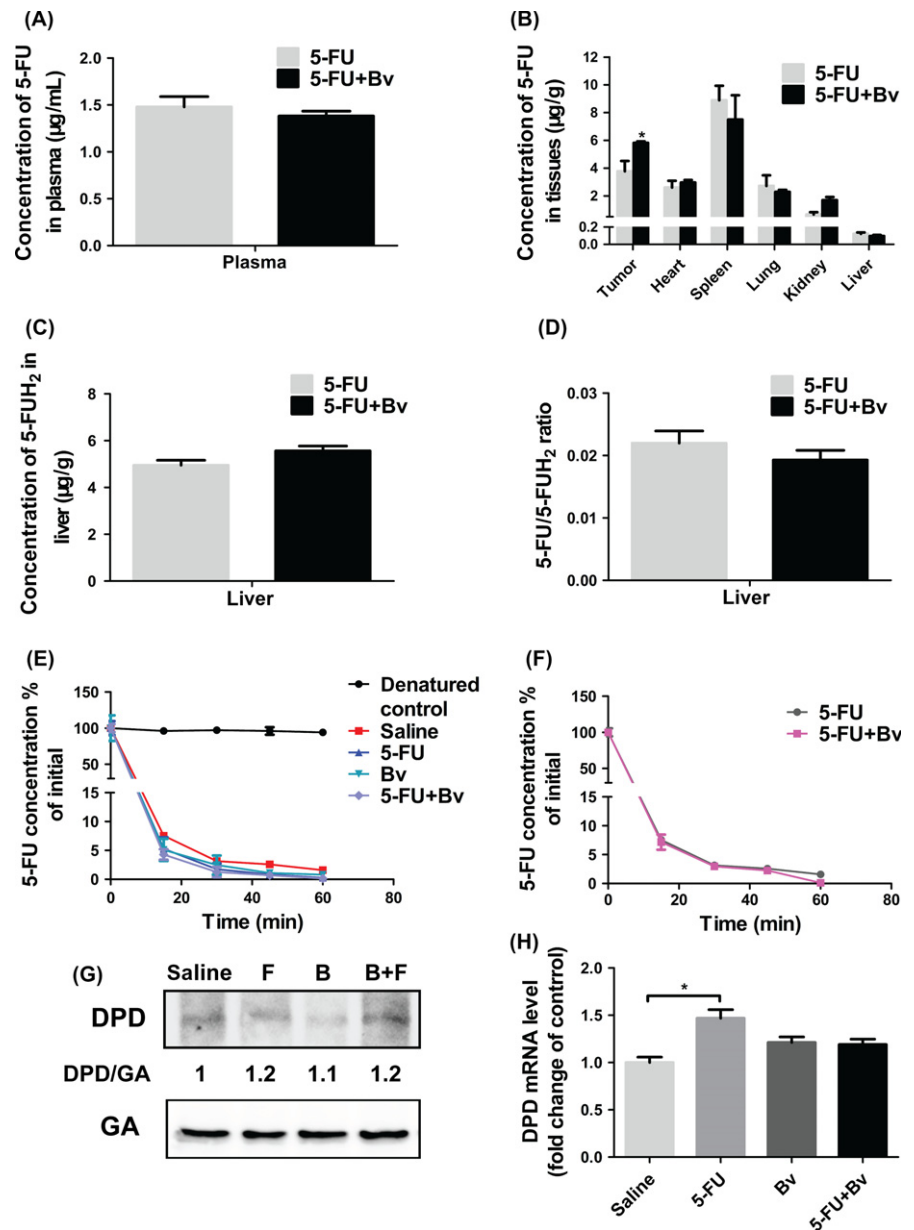 (A)
Concentration of 5-FU
in plasma (µg/mL)
2.0
1.5
1.0
0.5
0.0
5-FU
5-FU+Bv
Plasma
(B)
Concentration of 5-FU
in tissues (µg/g)
12
10
8
6
4
2
0.2
0.0
5-FU
5-FU+Bv
*
Tumor
Heart
Spleen
Lung
Kidney
Liver
(C)
Concentration of 5-FUH2 in
liver (µg/g)
8
6
4
2
0
5-FU
5-FU+Bv
Liver
(D)
5-FU/5-FUH2 ratio
0.03
0.02
0.01
0.00
5-FU
5-FU+Bv
Liver
(E)
5-FU concentration %
of initial
150
100
50
15
10
5
0
0 20 40 60 80
Time (min)
Denatured
control
Saline
5-FU
Bv
5-FU+Bv
(F)
5-FU concentration %
of initial
150
100
50
15
10
5
0
0 20 40 60 80
Time (min)
5-FU
5-FU+Bv
(G)
Saline F B B+F
DPD
DPD/GA 1 1.2 1.1 1.2
GA
(H)
DPD mRNA level
(fold change of contrrol)
2.0
1.5
1.0
0.5
0.0
*
Saline
5-FU
Bv
5-FU+Bv